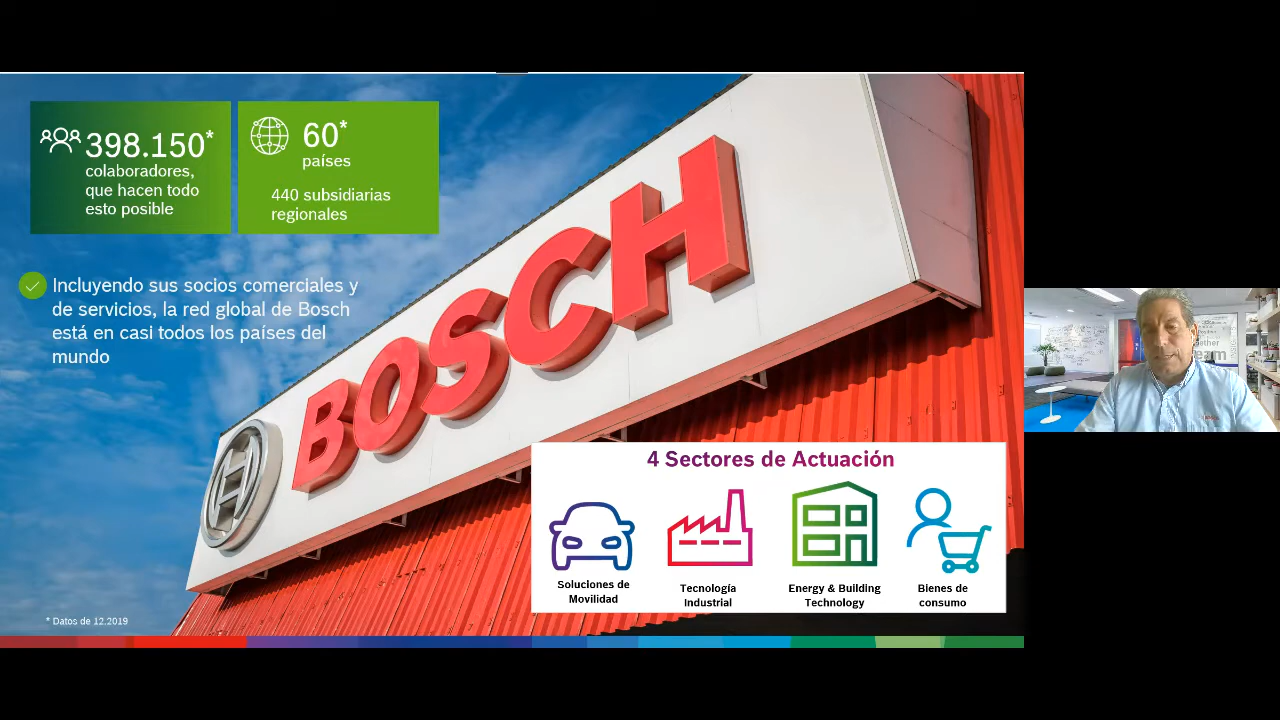 398.150*
colaboradores,
que hacen todo
esto posible
60*
países
440 subsidiarias
regionales
Incluyendo sus socios comerciales y
de servicios, la red global de Bosch
está en casi todos los países del
mundo
BOSCH
4 Sectores de Actuación
Soluciones de
Movilidad
Tecnología
Industrial
Energy & Building
Technology
Bienes de
consumo
* Datos de 12.2019